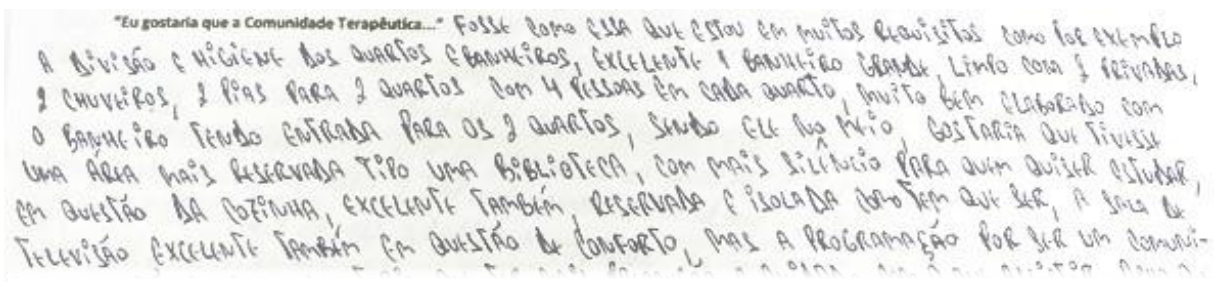 "Eu gostaria que a Comunidade Terapêutica..." FOSSE COMO ESSA QUE ESTOU EM MUITOS REQUISITOS COMO POR EXEMPLO
A DIVISÃO E HIGIENE DOS QUARTOS E BANHEIROS, EXCELENTE 1 BANHEIRO GRANDE, LIMPO COM 2 PRIVADAS,
2 CHUVEIROS, 2 PIAS PARA 2 QUARTOS COM 4 PESSOAS EM CADA QUARTO, MUITO BEM ELABORADO COM
O BANHEIRO TENDO ENTRADA PARA OS 2 QUARTOS, SENDO ELE NO MEIO, GOSTARIA QUE TIVESSE
UMA ÁREA MAIS RESERVADA TIPO UMA BIBLIOTECA, COM MAIS SILÊNCIO PARA QUEM QUISER ESTUDAR,
EM QUESTÃO DA COZINHA, EXCELENTE TAMBÉM, RESERVADA E ISOLADA COMO TEM QUE SER, A SALA DE
TELEVISÃO EXCELENTE TAMBÉM EM QUESTÃO DE CONFORTO, MAS A PROGRAMAÇÃO POR SER UM COMUNI-